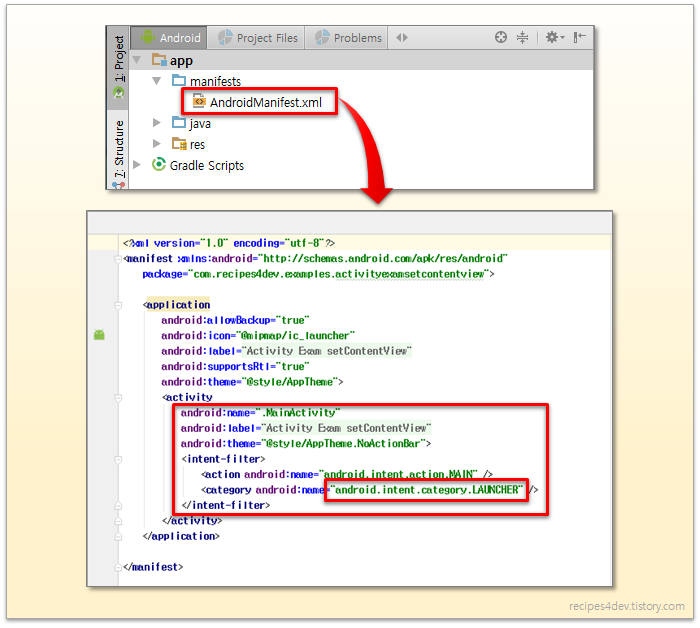 1: Project
7: Structure
Android Project Files Problems
app
manifests
AndroidManifest.xml
java
res
Gradle Scripts
<?xml version="1.0" encoding="utf-8"?>
<manifest xmlns:android="http://schemas.android.com/apk/res/android"
package="com.recipes4dev.examples.activityexamsetcontentview">
<application
android:allowBackup="true"
android:icon="@mipmap/ic_launcher"
android:label="Activity Exam setContentView"
android:supportsRtl="true"
android:theme="@style/AppTheme">
<activity
android:name=".MainActivity"
android:label="Activity Exam setContentView"
android:theme="@style/AppTheme.NoActionBar">
<intent-filter>
<action android:name="android.intent.action.MAIN" />
<category android:name="android.intent.category.LAUNCHER" />
</intent-filter>
</activity>
</application>
</manifest>
recipes4dev.tistory.com